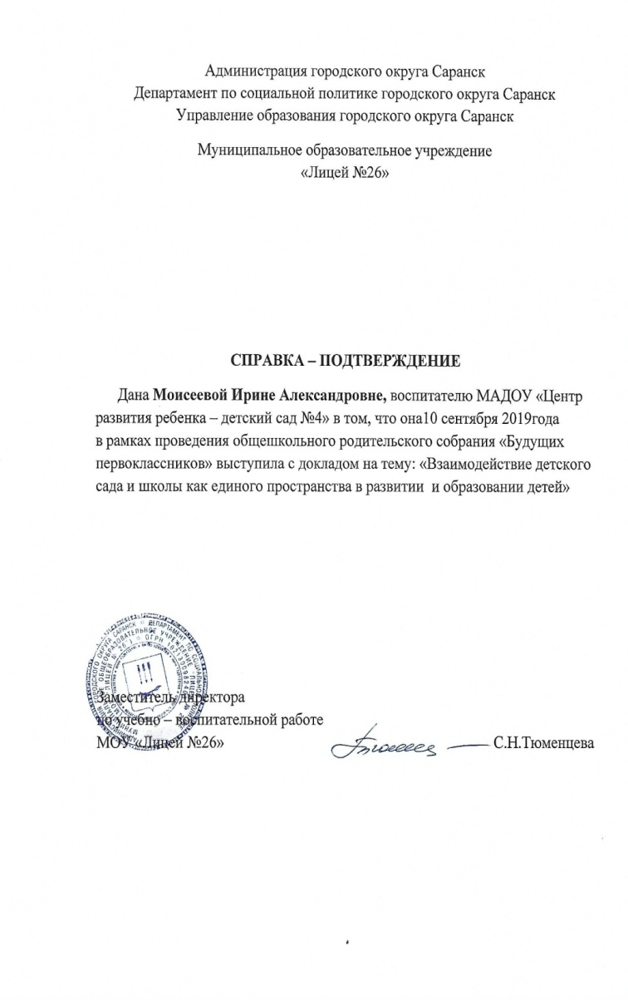 Администрация городского округа Саранск
Департамент по социальной политике городского округа Саранск
Управление образования городского округа Саранск
Муниципальное образовательное учреждение
«Лицей №26»
СПРАВКА – ПОДТВЕРЖДЕНИЕ
Дана Моисеевой Ирине Александровне, воспитателю МАДОУ «Центр
развития ребенка – детский сад №4» в том, что она10 сентября 2019года
в рамках проведения общешкольного родительского собрания «Будущих
первоклассников» выступила с докладом на тему: «Взаимодействие детского
сада и школы как единого пространства в развитии  и образовании детей»
Заместитель директора
по учебно – воспитательной работе
МОУ «Лицей №26»
С.Н.Тюменцева